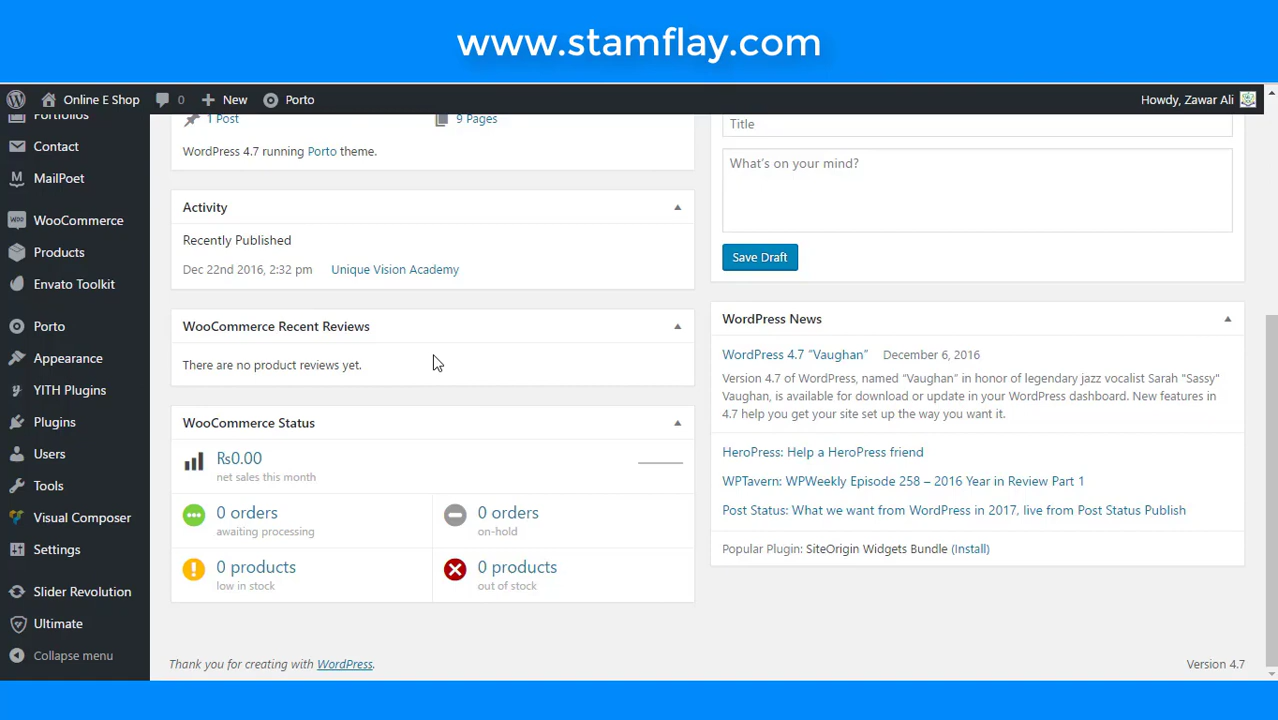 www.stamflay.com
Online E Shop
0
New
Porto
Howdy, Zawar Ali
Portfolios
Contact
MailPoet
WooCommerce
Products
Envato Toolkit
Porto
Appearance
YITH Plugins
Plugins
Users
Tools
Visual Composer
Settings
Slider Revolution
Ultimate
Collapse menu
1 Post
9 Pages
WordPress 4.7 running Porto theme.
Activity
Recently Published
Dec 22nd 2016, 2:32 pm Unique Vision Academy
WooCommerce Recent Reviews
There are no product reviews yet.
WooCommerce Status
₨0.00
net sales this month
0 orders
awaiting processing
0 orders
on-hold
0 products
low in stock
0 products
out of stock
Title
What's on your mind?
Save Draft
WordPress News
WordPress 4.7 “Vaughan” December 6, 2016
Version 4.7 of WordPress, named “Vaughan” in honor of legendary jazz vocalist Sarah "Sassy"
Vaughan, is available for download or update in your WordPress dashboard. New features in
4.7 help you get your site set up the way you want it.
HeroPress: Help a HeroPress friend
WPTavern: WPWeekly Episode 258 – 2016 Year in Review Part 1
Post Status: What we want from WordPress in 2017, live from Post Status Publish
Popular Plugin: SiteOrigin Widgets Bundle (Install)
Thank you for creating with WordPress.
Version 4.7